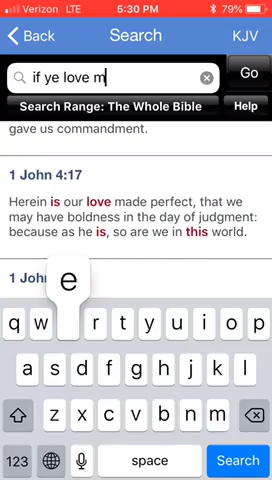 Verizon LTE 5:30 PM 79%
Back Search KJV
if ye love m Go
Search Range: The Whole Bible Help
gave us commandment.
1 John 4:17
Herein is our love made perfect, that we
may have boldness in the day of judgment:
because as he is, so are we in this world.
1 John
e
q w r t y u i o p
a s d f g h j k l
z x c v b n m
123 space Search